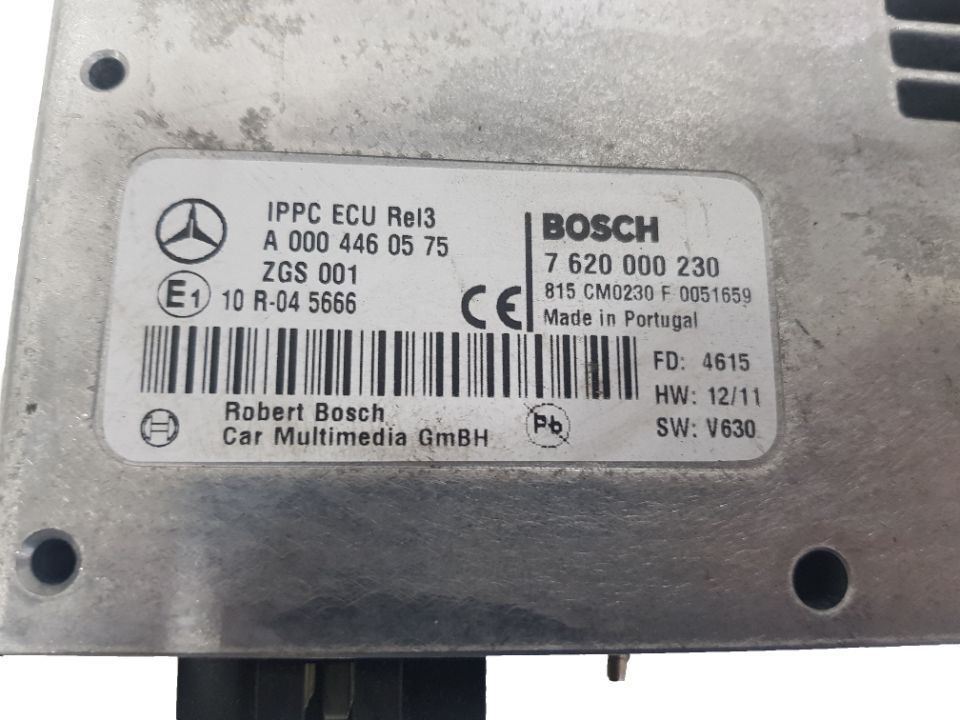 IPPC ECU Rel3
A 000 446 05 75
ZGS 001
E1 10 R-04 5666
CE
BOSCH
7 620 000 230
815 CM0230 F 0051659
Made in Portugal
FD: 4615
HW: 12/11
SW: V630
Robert Bosch
Car Multimedia GmBH
Pb